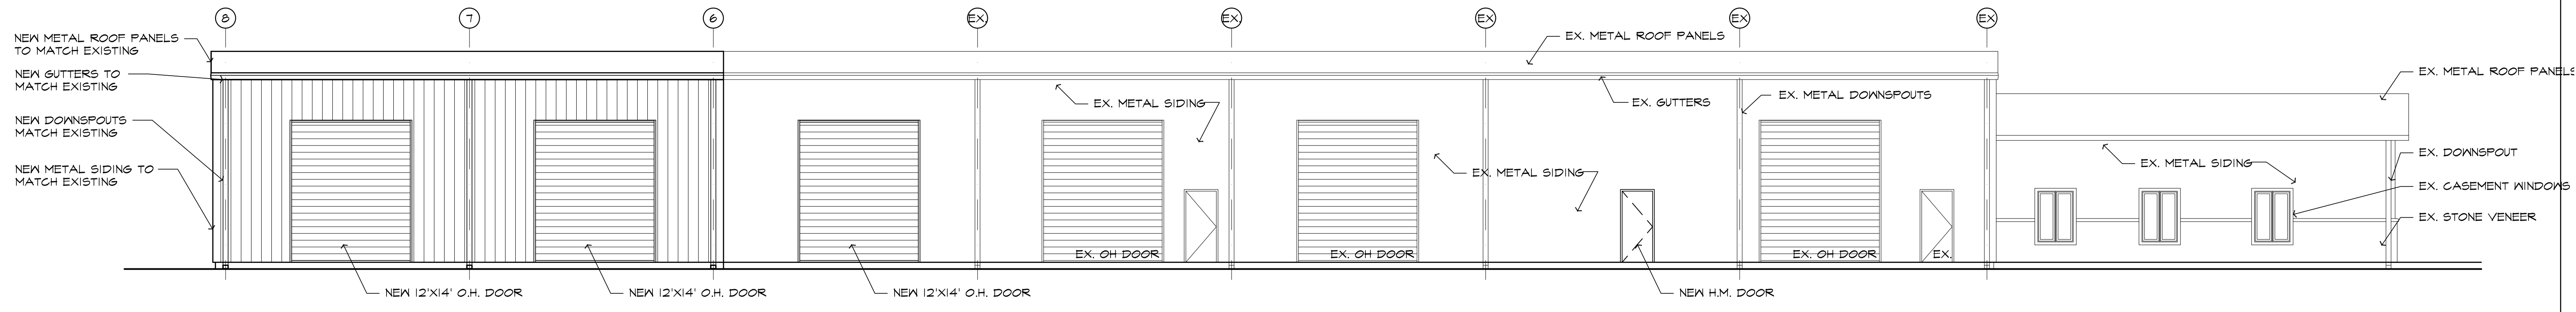 8 7 6 EX EX EX EX EX
NEW METAL ROOF PANELS
TO MATCH EXISTING
NEW GUTTERS TO
MATCH EXISTING
NEW DOWNSPOUTS
MATCH EXISTING
NEW METAL SIDING TO
MATCH EXISTING
EX. METAL ROOF PANELS
EX. METAL SIDING
EX. GUTTERS
EX. METAL DOWNSPOUTS
EX. METAL SIDING
EX. METAL ROOF PANELS
EX. METAL SIDING
EX. DOWNSPOUT
EX. CASEMENT WINDOWS
EX. STONE VENEER
EX. OH DOOR
EX. OH DOOR
EX. OH DOOR
EX.
NEW 12'X14' O.H. DOOR
NEW 12'X14' O.H. DOOR
NEW 12'X14' O.H. DOOR
NEW H.M. DOOR